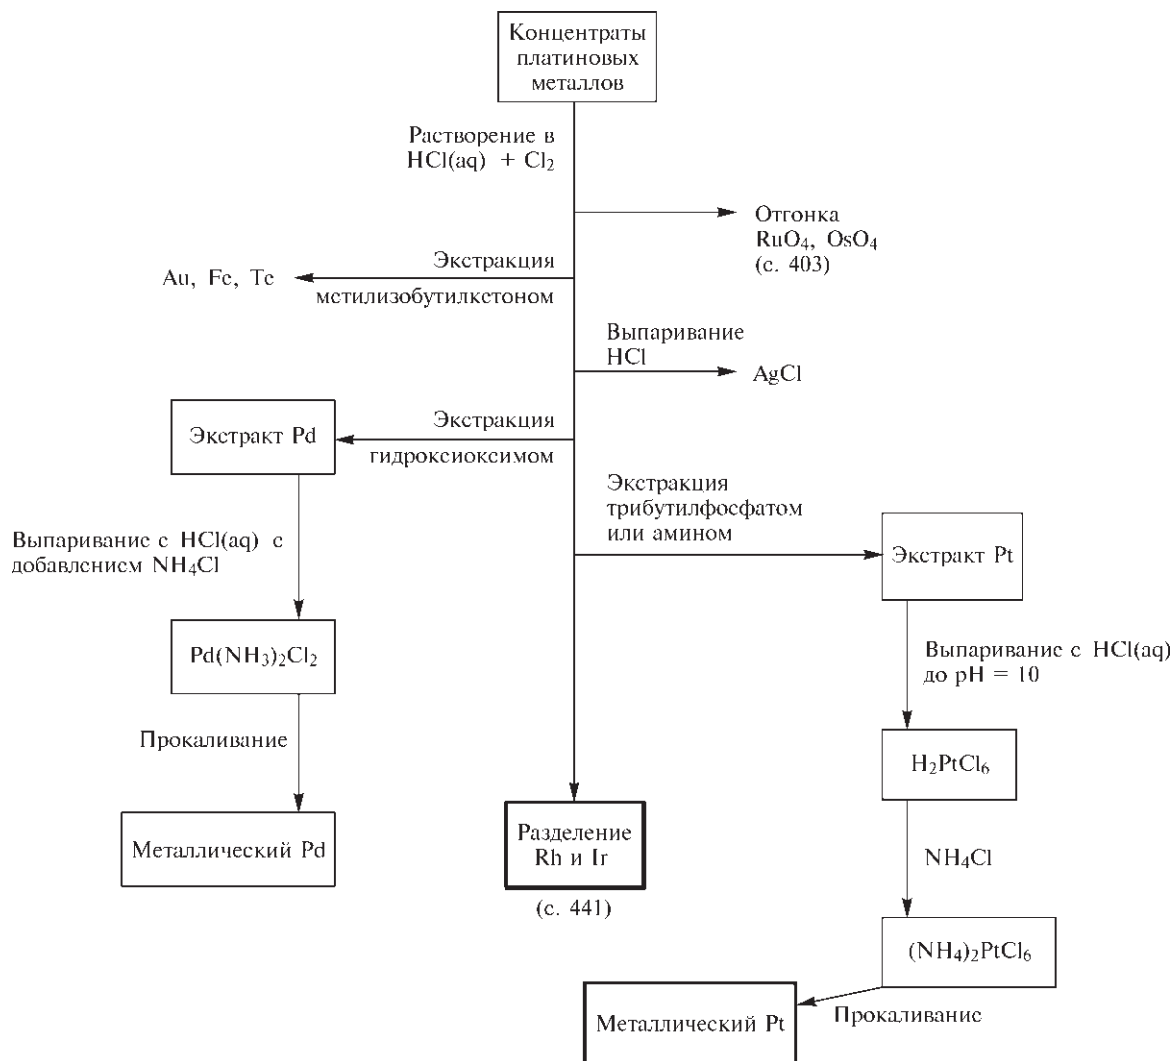 Концентраты
платиновых
металлов
Растворение в
HCl(aq) + Cl₂
Отгонка
RuO₄, OsO₄
(с. 403)
Экстракция
метилизобутилкетоном
Au, Fe, Te
Выпаривание
HCl
AgCl
Экстракция
гидроксиоксимом
Экстракт Pd
Экстракция
трибутилфосфатом
или амином
Экстракт Pt
Выпаривание с HCl(aq) с
добавлением NH₄Cl
Pd(NH₃)₂Cl₂
Выпаривание с HCl(aq)
до pH = 10
Прокаливание
H₂PtCl₆
Металлический Pd
Разделение
Rh и Ir
(с. 441)
NH₄Cl
(NH₄)₂PtCl₆
Прокаливание
Металлический Pt